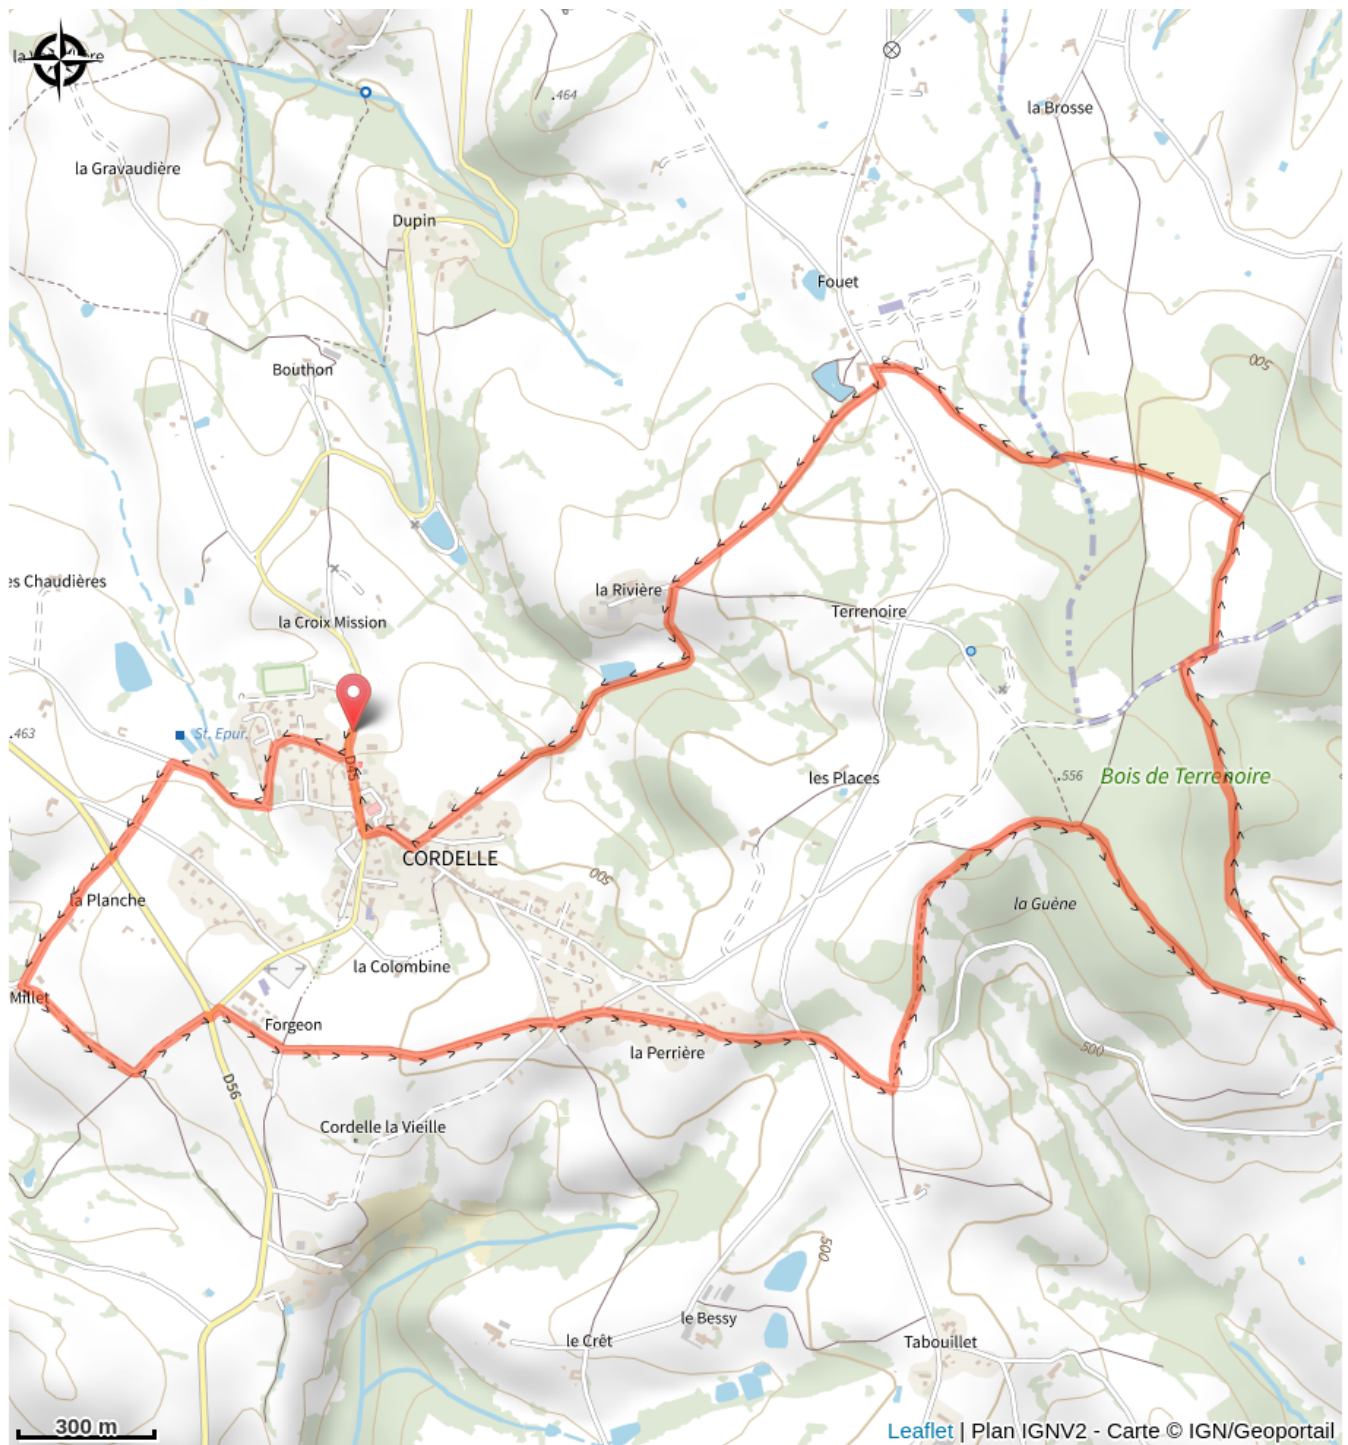 .464
la Brosse
la Gravaudière
Dupin
Fouet
500
Bouthon
es Chaudières
la Rivière
Terrenoire
la Croix Mission
.463
St. Epur.
D45
les Places
.556
Bois de Terrenoire
CORDELLE
500
la Planche
la Guène
la Colombine
Millet
Forgeon
la Perrière
500
D56
Cordelle la Vieille
500
le Bessy
le Crêt
Tabouillet
300 m
Leaflet | Plan IGNV2 - Carte © IGN/Geoportail